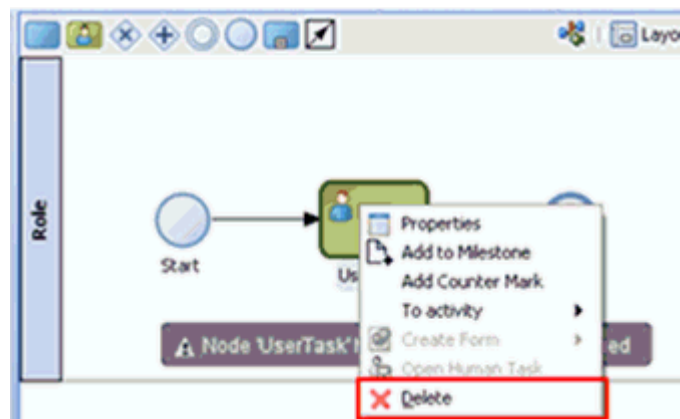 Layo
Role
Start
Us
Properties
Add to Milestone
Add Counter Mark
To activity
Create Form
Open Human Task
Delete
Node 'UserTask'
ed